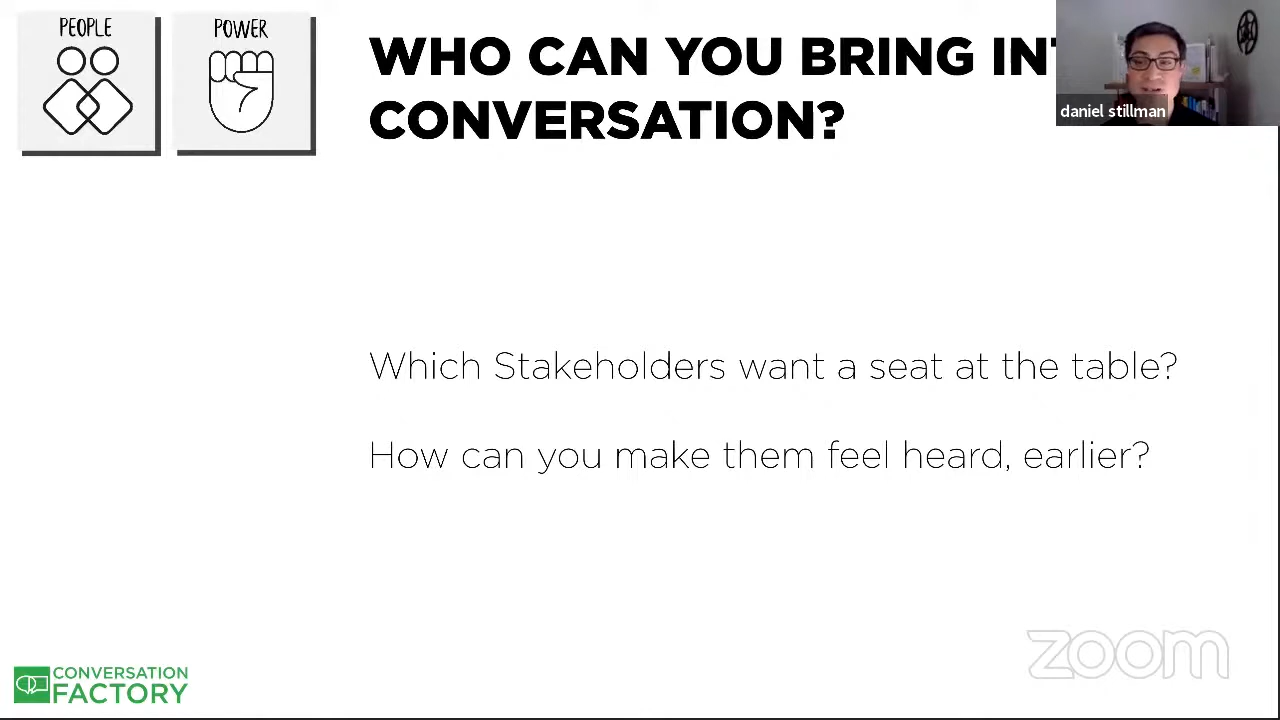 PEOPLE
POWER
WHO CAN YOU BRING IN
CONVERSATION?
daniel stillman
Which Stakeholders want a seat at the table?
How can you make them feel heard, earlier?
CONVERSATION
FACTORY
zoom